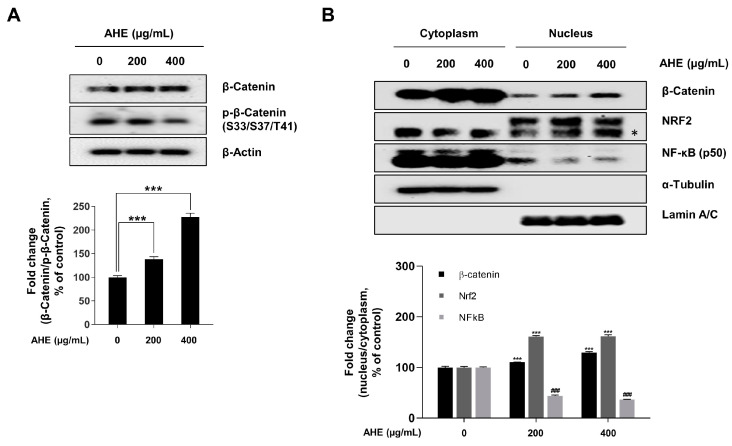 A
AHE (µg/mL)
0 200 400
β-Catenin
p-β-Catenin
(S33/S37/T41)
β-Actin
Fold change
(β-Catenin/p-β-Catenin,
% of control)
250
200
150
100
50
0
***
***
AHE (µg/mL) 0 200 400
B
Cytoplasm Nucleus
0 200 400 0 200 400 AHE (µg/mL)
β-Catenin
NRF2
*
NF-κB (p50)
α-Tubulin
Lamin A/C
Fold change
(nucleus/cytoplasm,
% of control)
300
200
100
0
β-catenin
Nrf2
NFkB
*** *** ###
*** *** ###
AHE (µg/mL) 0 200 400